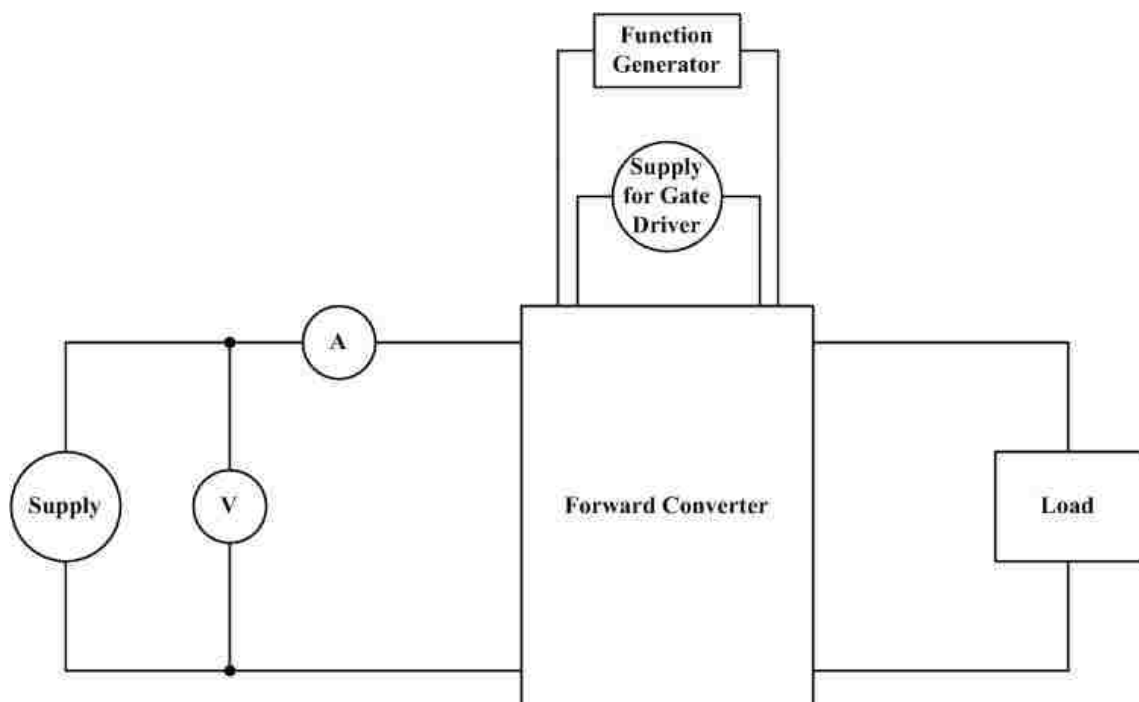 Function
Generator
Supply
for Gate
Driver
A
Supply
V
Forward Converter
Load